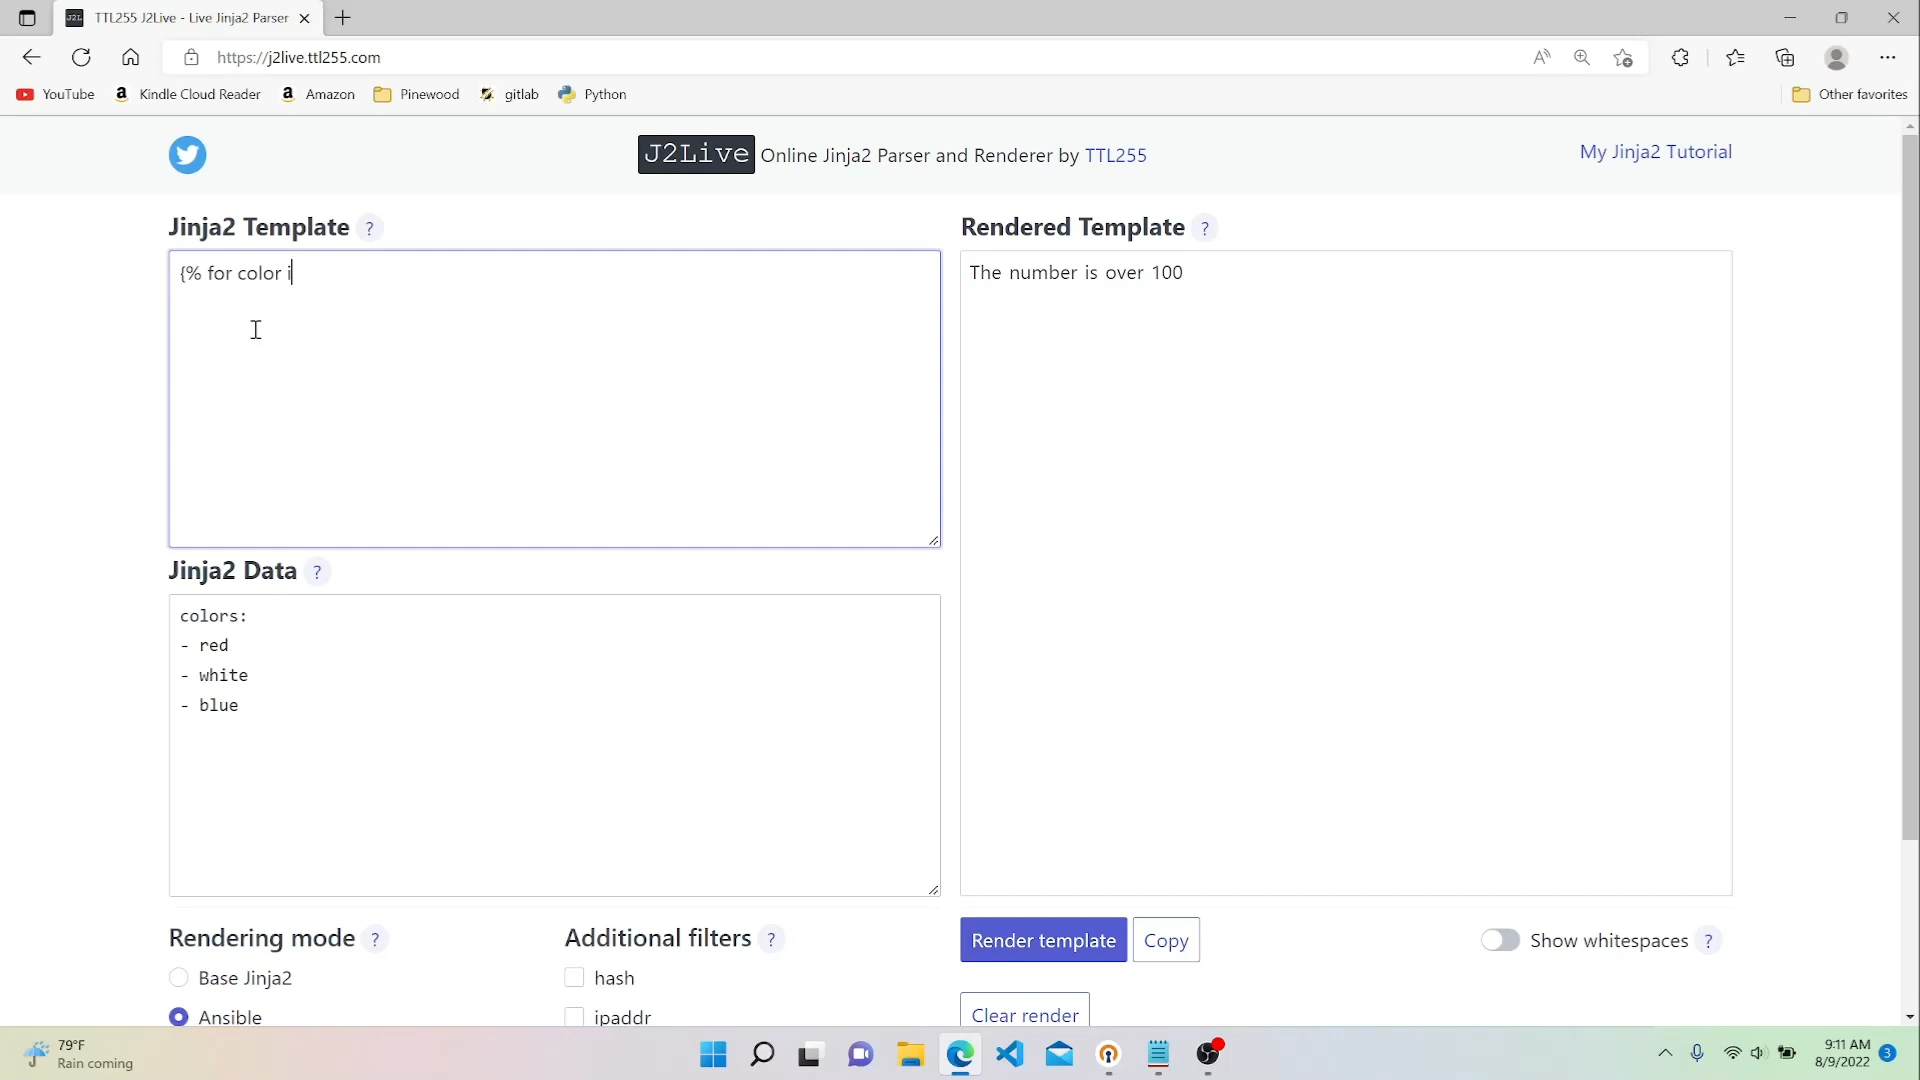 J2L TTL255 J2Live - Live Jinja2 Parser
https://j2live.ttl255.com
YouTube Kindle Cloud Reader Amazon Pinewood gitlab Python Other favorites
J2Live Online Jinja2 Parser and Renderer by TTL255
My Jinja2 Tutorial
Jinja2 Template ?
{% for color i
Jinja2 Data ?
colors:
- red
- white
- blue
Rendering mode ?
Base Jinja2
Ansible
Additional filters ?
hash
ipaddr
Rendered Template ?
The number is over 100
Render template Copy
Show whitespaces ?
Clear render
79°F
Rain coming
9:11 AM
8/9/2022 3